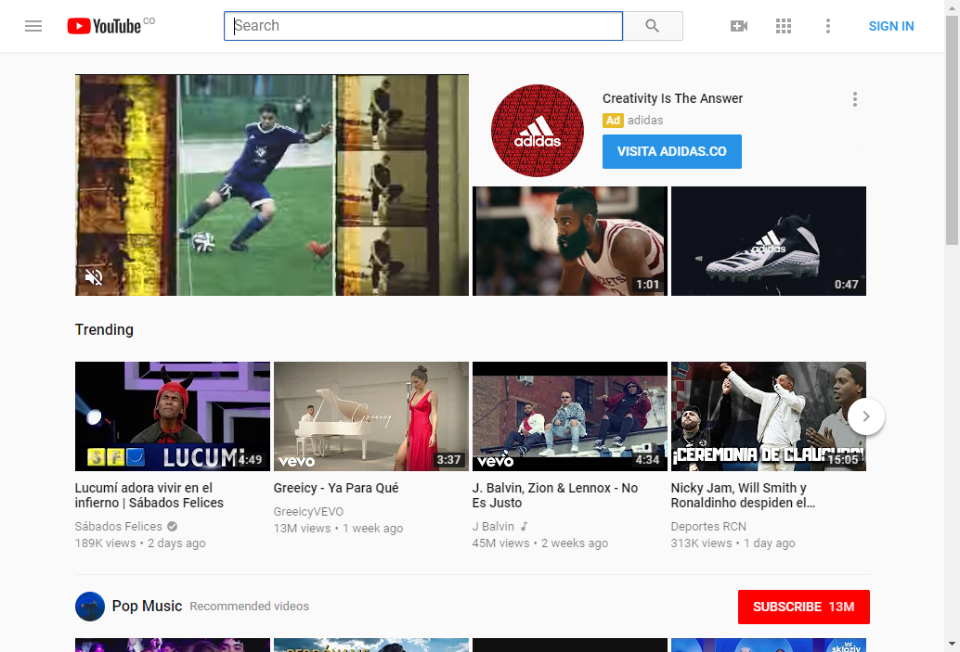 YouTube CO
Search
SIGN IN
adidas
Creativity Is The Answer
Ad adidas
VISITA ADIDAS.CO
adidas
1:01
0:47
Trending
SFO LUCUMÍ 4:49
Greeicy
vevo 3:37
vevo 4:34
¡CEREMONIA DE CLAUSURA!
15:05
Lucumí adora vivir en el
infierno | Sábados Felices
Sábados Felices
189K views • 2 days ago
Greeicy - Ya Para Qué
GreeicyVEVO
13M views • 1 week ago
J. Balvin, Zion & Lennox - No
Es Justo
J Balvin
45M views • 2 weeks ago
Nicky Jam, Will Smith y
Ronaldinho despiden el...
Deportes RCN
313K views • 1 day ago
Pop Music Recommended videos
SUBSCRIBE 13M